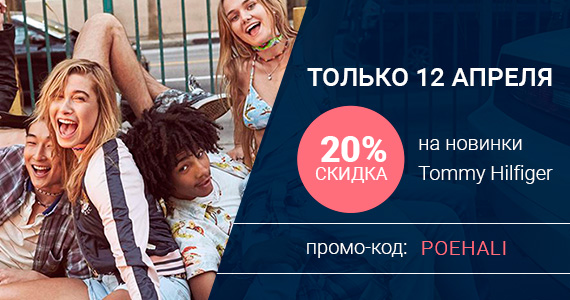 ТОЛЬКО 12 АПРЕЛЯ
20%
СКИДКА
на новинки
Tommy Hilfiger
промо-код: POEHALI